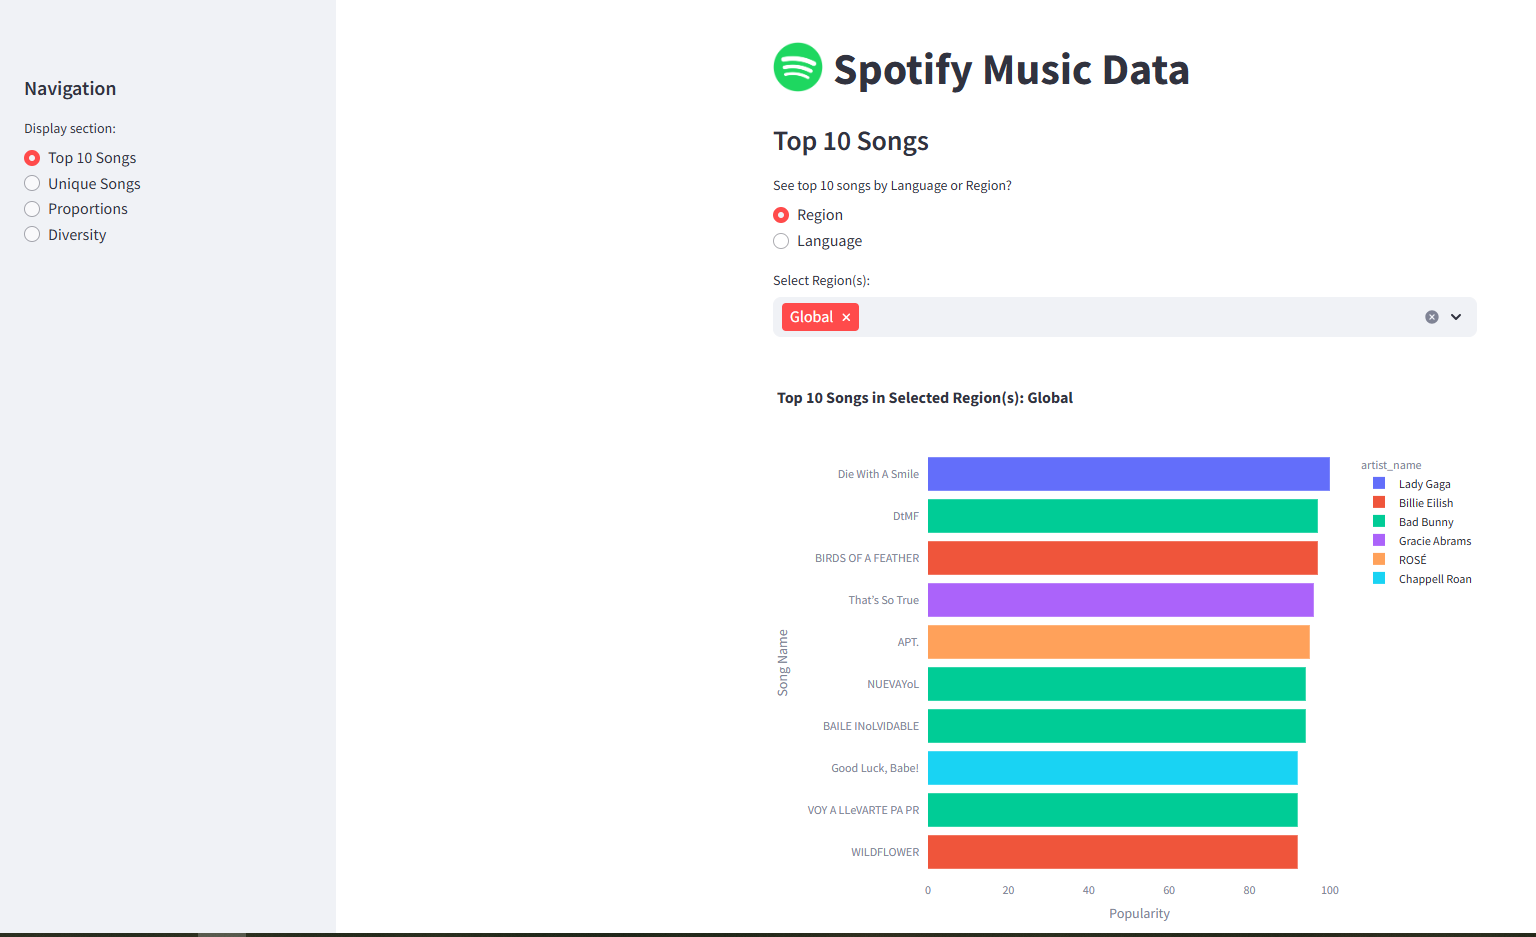 Navigation
Display section:
Top 10 Songs
Unique Songs
Proportions
Diversity
Spotify Music Data
Top 10 Songs
See top 10 songs by Language or Region?
Region
Language
Select Region(s):
Global ×
Top 10 Songs in Selected Region(s): Global
Song Name
Die With A Smile
DtMF
BIRDS OF A FEATHER
That's So True
APT.
NUEVAYoL
BAILE INoLVIDABLE
Good Luck, Babe!
VOY A LLeVARTE PA PR
WILDFLOWER
0 20 40 60 80 100
Popularity
artist_name
Lady Gaga
Billie Eilish
Bad Bunny
Gracie Abrams
ROSÉ
Chappell Roan